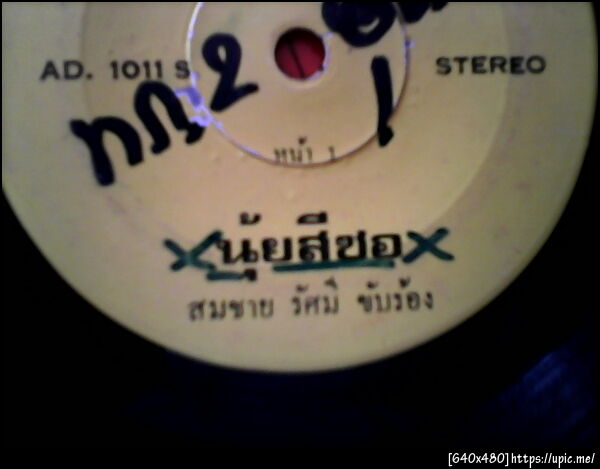 AD. 1011 S
STEREO
2
หน้า 1
นุ้ยสีซอ
สมชาย รัศมี ขับร้อง
[640x480]https://upic.me/